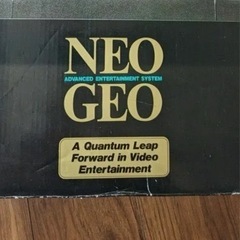 NEO
ADVANCED ENTERTAINMENT SYSTEM
GEO
A Quantum Leap
Forward in Video
Entertainment